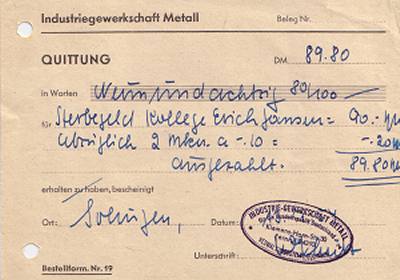 Industriegewerkschaft Metall Beleg Nr.
QUITTUNG DM 89.80
in Worten Neunundachtzig 80/100 —
für Sterbegeld Kollege Erich Jansen = 90.-
abzüglich 2 Mkn. a -.10 = -.20
ausgezahlt. 89.80
erhalten zu haben, bescheinigt
Ort: Solingen, Datum:
INDUSTRIE-GEWERKSCHAFT METALL
Unterschrift:
Bestellform. Nr. 19